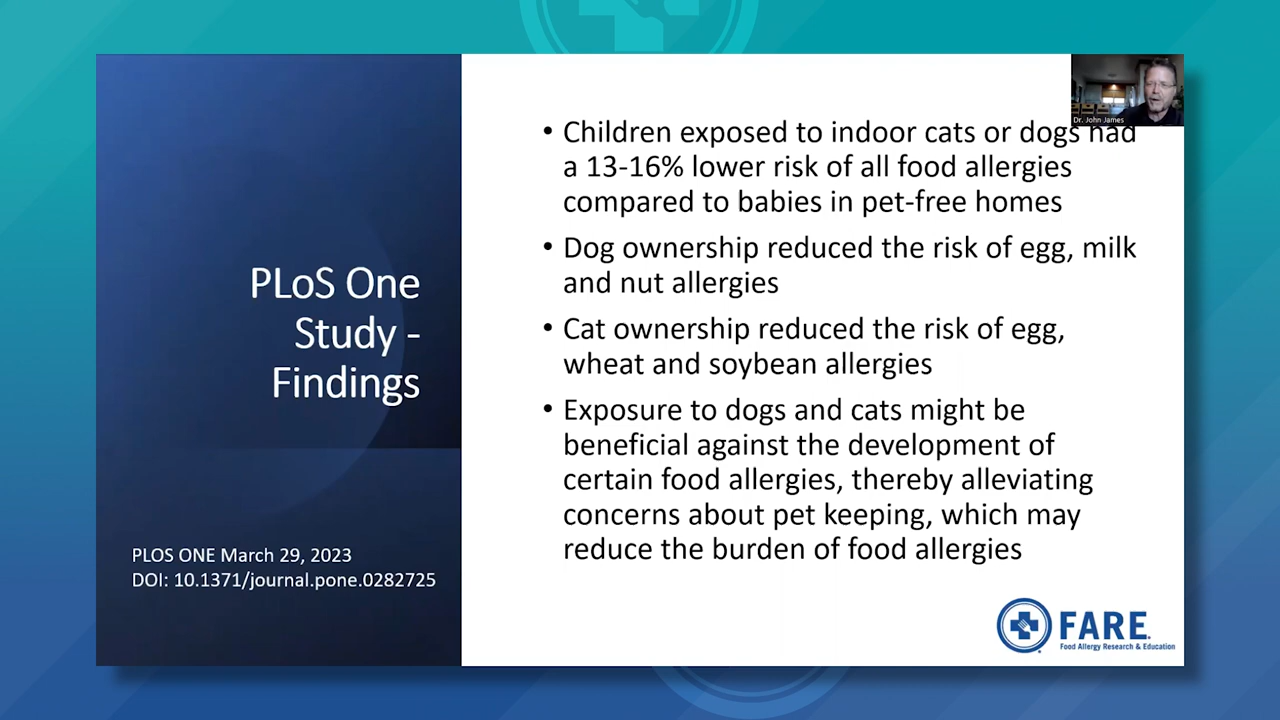 PLoS One
Study -
Findings
PLOS ONE March 29, 2023
DOI: 10.1371/journal.pone.0282725
Dr. John James
• Children exposed to indoor cats or dogs had
a 13-16% lower risk of all food allergies
compared to babies in pet-free homes
• Dog ownership reduced the risk of egg, milk
and nut allergies
• Cat ownership reduced the risk of egg,
wheat and soybean allergies
• Exposure to dogs and cats might be
beneficial against the development of
certain food allergies, thereby alleviating
concerns about pet keeping, which may
reduce the burden of food allergies
FARE
Food Allergy Research & Education